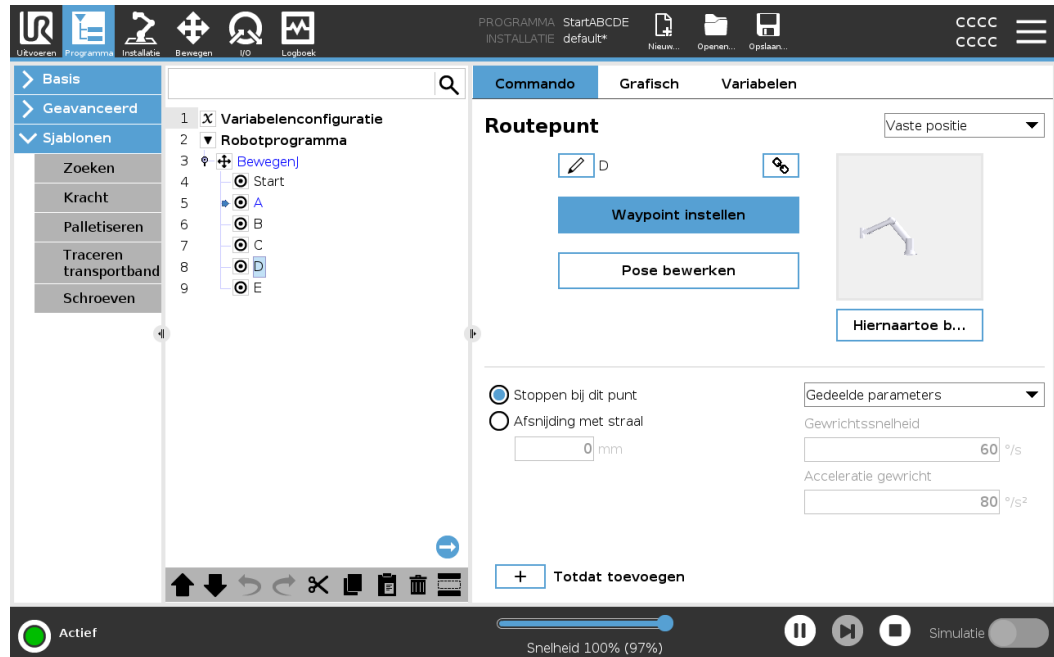 UR
PROGRAMMA StartABCDE
INSTALLATIE default*
CCCC
CCCC
Uitvoeren Programma Installatie Bewegen I/O Logboek
Nieuw... Openen... Opslaan...
Basis
Geavanceerd
Sjablonen
Zoeken
Kracht
Palletiseren
Traceren
transportband
Schroeven
1 X Variabelenconfiguratie
2 Robotprogramma
3 BewegenJ
4 Start
5 A
6 B
7 C
8 D
9 E
Commando Grafisch Variabelen
Routepunt
Vaste positie
D
Waypoint instellen
Pose bewerken
Hiernaartoe b...
Stoppen bij dit punt
Afsnijding met straal
0 mm
Gedeelde parameters
Gewrichtssnelheid
60 °/s
Acceleratie gewricht
80 °/s²
+ Totdat toevoegen
Actief
Snelheid 100% (97%)
Simulatie